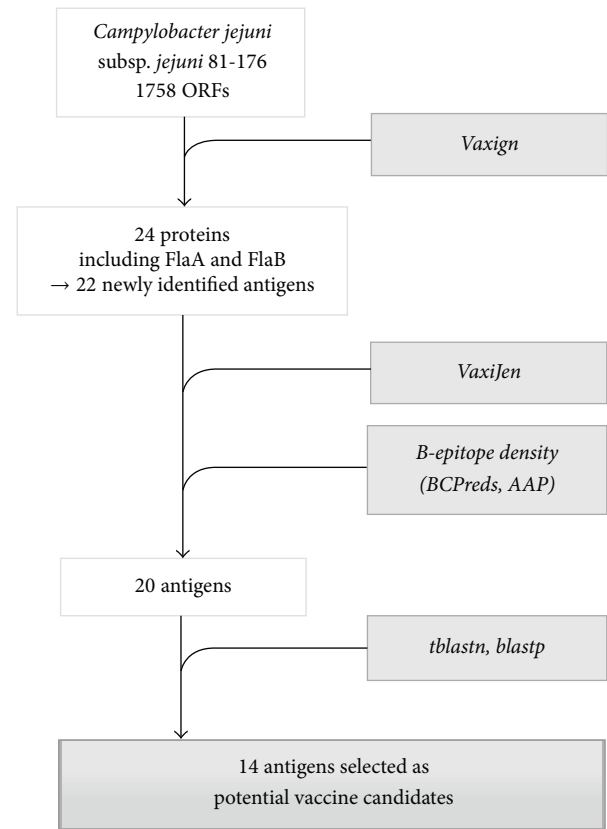 Campylobacter jejuni
subsp. jejuni 81-176
1758 ORFs
Vaxign
24 proteins
including FlaA and FlaB
→ 22 newly identified antigens
VaxiJen
B-epitope density
(BCPreds, AAP)
20 antigens
tblastn, blastp
14 antigens selected as
potential vaccine candidates